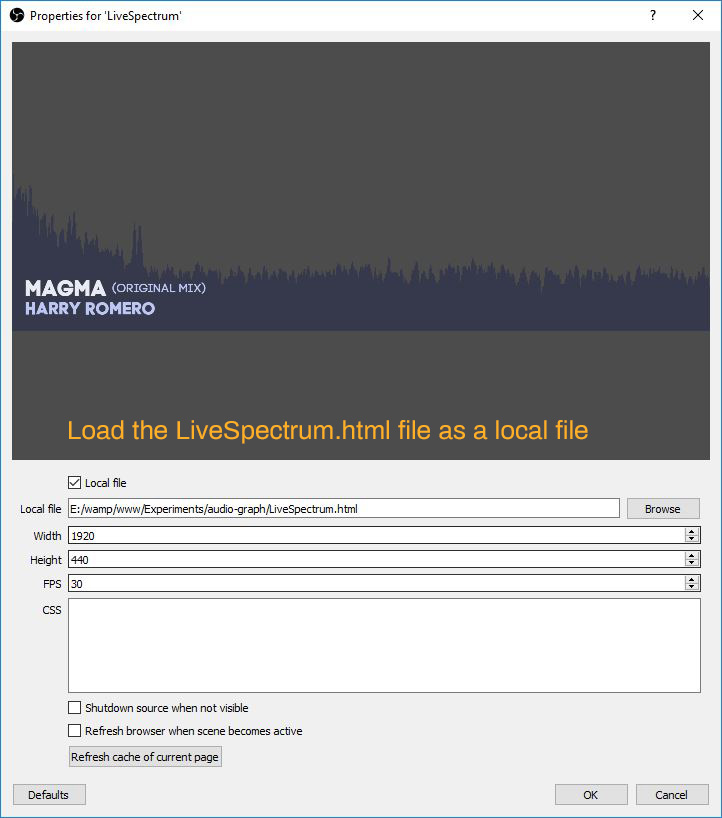 Properties for 'LiveSpectrum'
?
MAGMA (ORIGINAL MIX)
HARRY ROMERO
Load the LiveSpectrum.html file as a local file
Local file
Local file E:/wamp/www/Experiments/audio-graph/LiveSpectrum.html Browse
Width 1920
Height 440
FPS 30
CSS
Shutdown source when not visible
Refresh browser when scene becomes active
Refresh cache of current page
Defaults OK Cancel